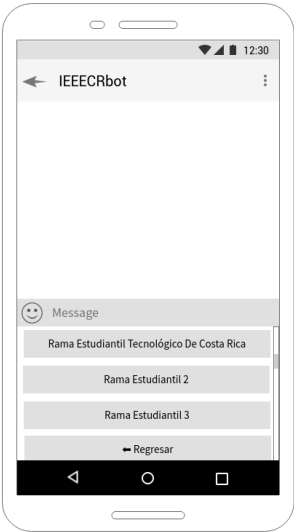 12:30
IEEECRbot
Message
Rama Estudiantil Tecnológico De Costa Rica
Rama Estudiantil 2
Rama Estudiantil 3
⬅ Regresar